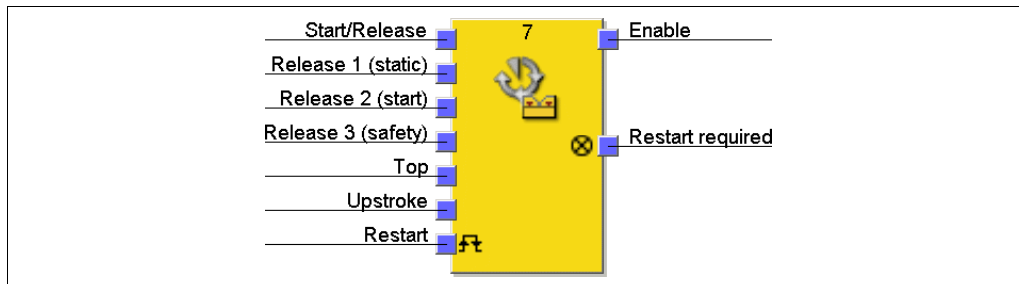 Start/Release
7
Enable
Release 1 (static)
Release 2 (start)
Release 3 (safety)
Restart required
Top
Upstroke
Restart